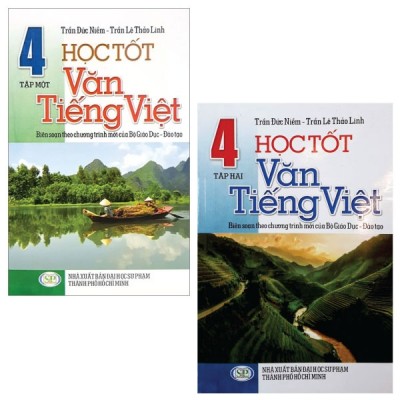 Trần Đức Niềm - Trần Lê Thảo Linh
4
TẬP MỘT
HỌC TỐT
Văn
Tiếng Việt
Biên soạn theo chương trình mới của Bộ Giáo Dục - Đào tạo
NHÀ XUẤT BẢN ĐẠI HỌC SƯ PHẠM
THÀNH PHỐ HỒ CHÍ MINH
Trần Đức Niềm - Trần Lê Thảo Linh
4
TẬP HAI
HỌC TỐT
Văn
Tiếng Việt
Biên soạn theo chương trình mới của Bộ Giáo Dục - Đào tạo
NHÀ XUẤT BẢN ĐẠI HỌC SƯ PHẠM
THÀNH PHỐ HỒ CHÍ MINH